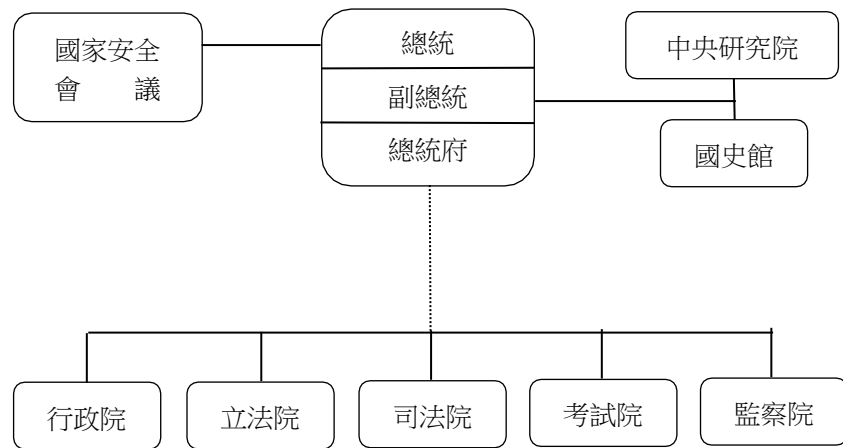 國家安全
會　　議
總統
副總統
總統府
中央研究院
國史館
行政院
立法院
司法院
考試院
監察院